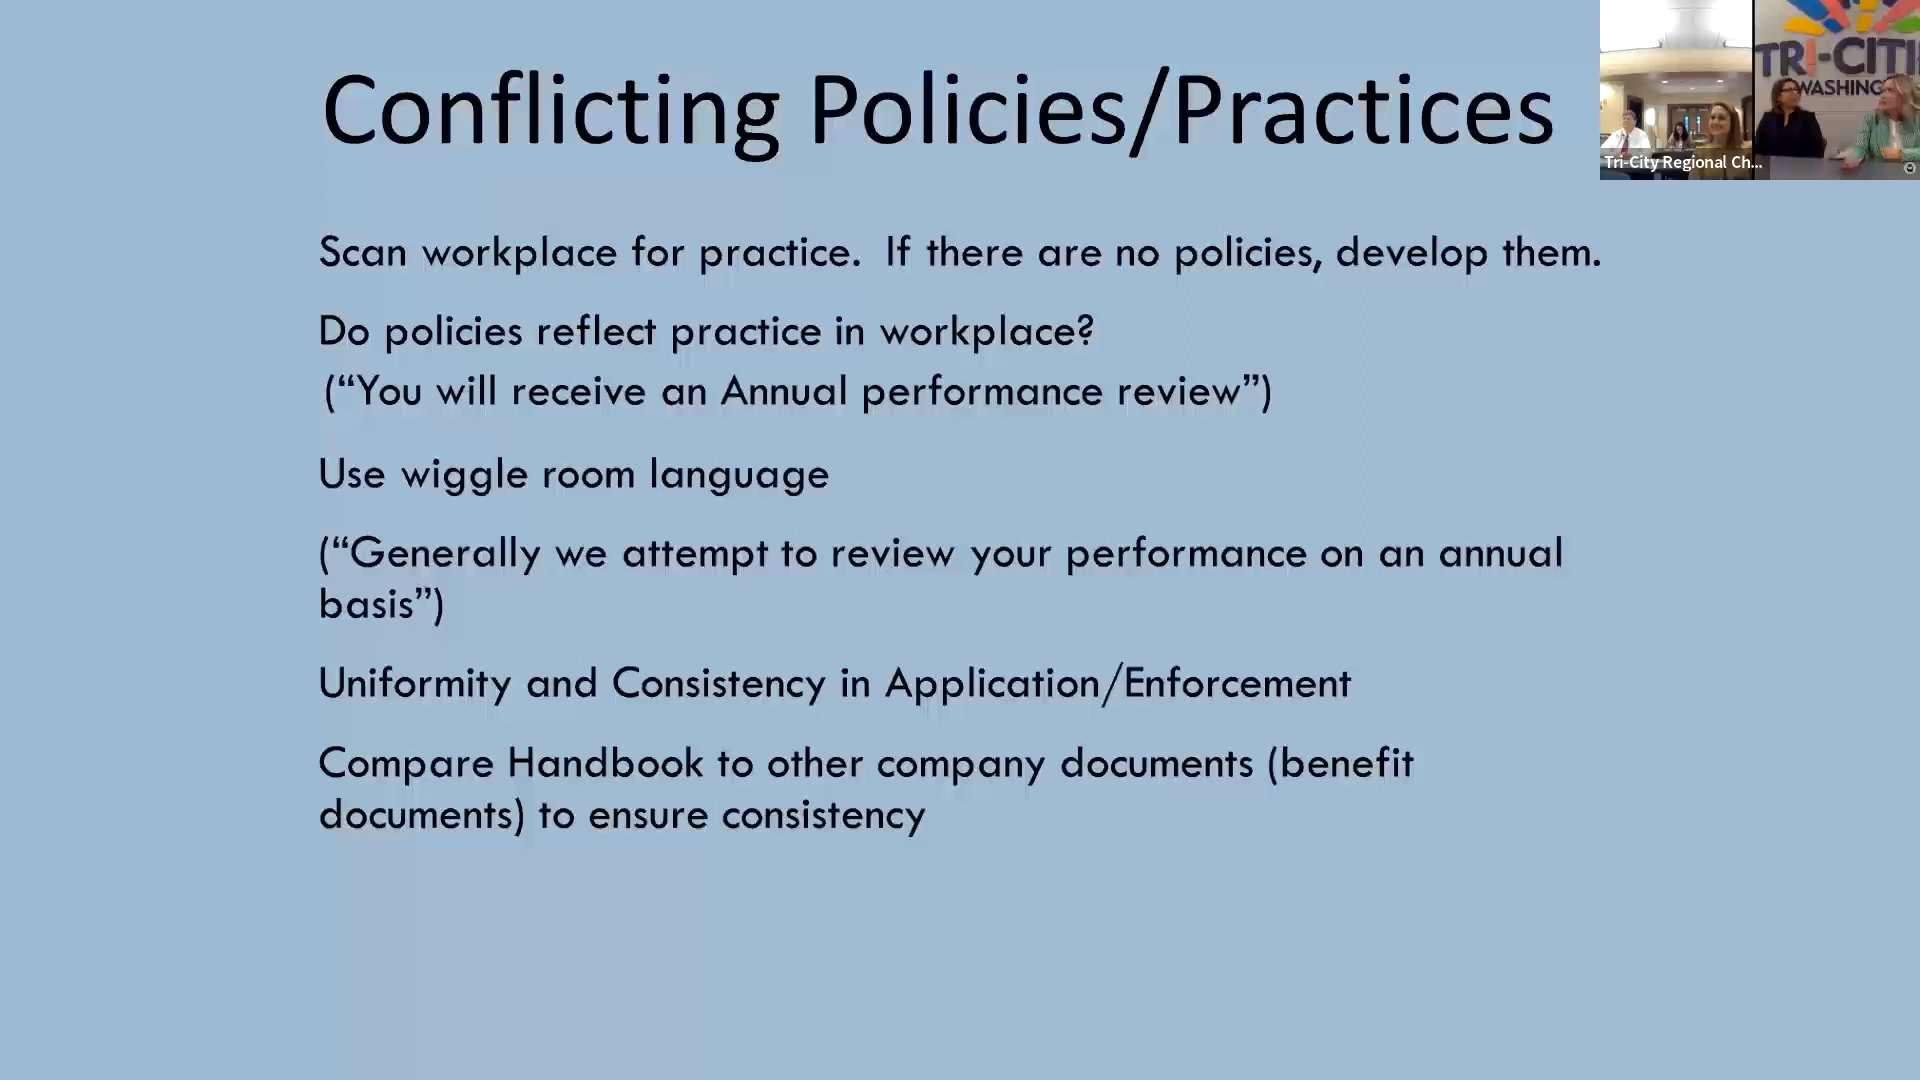 Conflicting Policies/Practices
Scan workplace for practice.  If there are no policies, develop them.
Do policies reflect practice in workplace?
(“You will receive an Annual performance review”)
Use wiggle room language
(“Generally we attempt to review your performance on an annual
basis”)
Uniformity and Consistency in Application/Enforcement
Compare Handbook to other company documents (benefit
documents) to ensure consistency
TRI-CITI
WASHING
Tri-City Regional Ch...